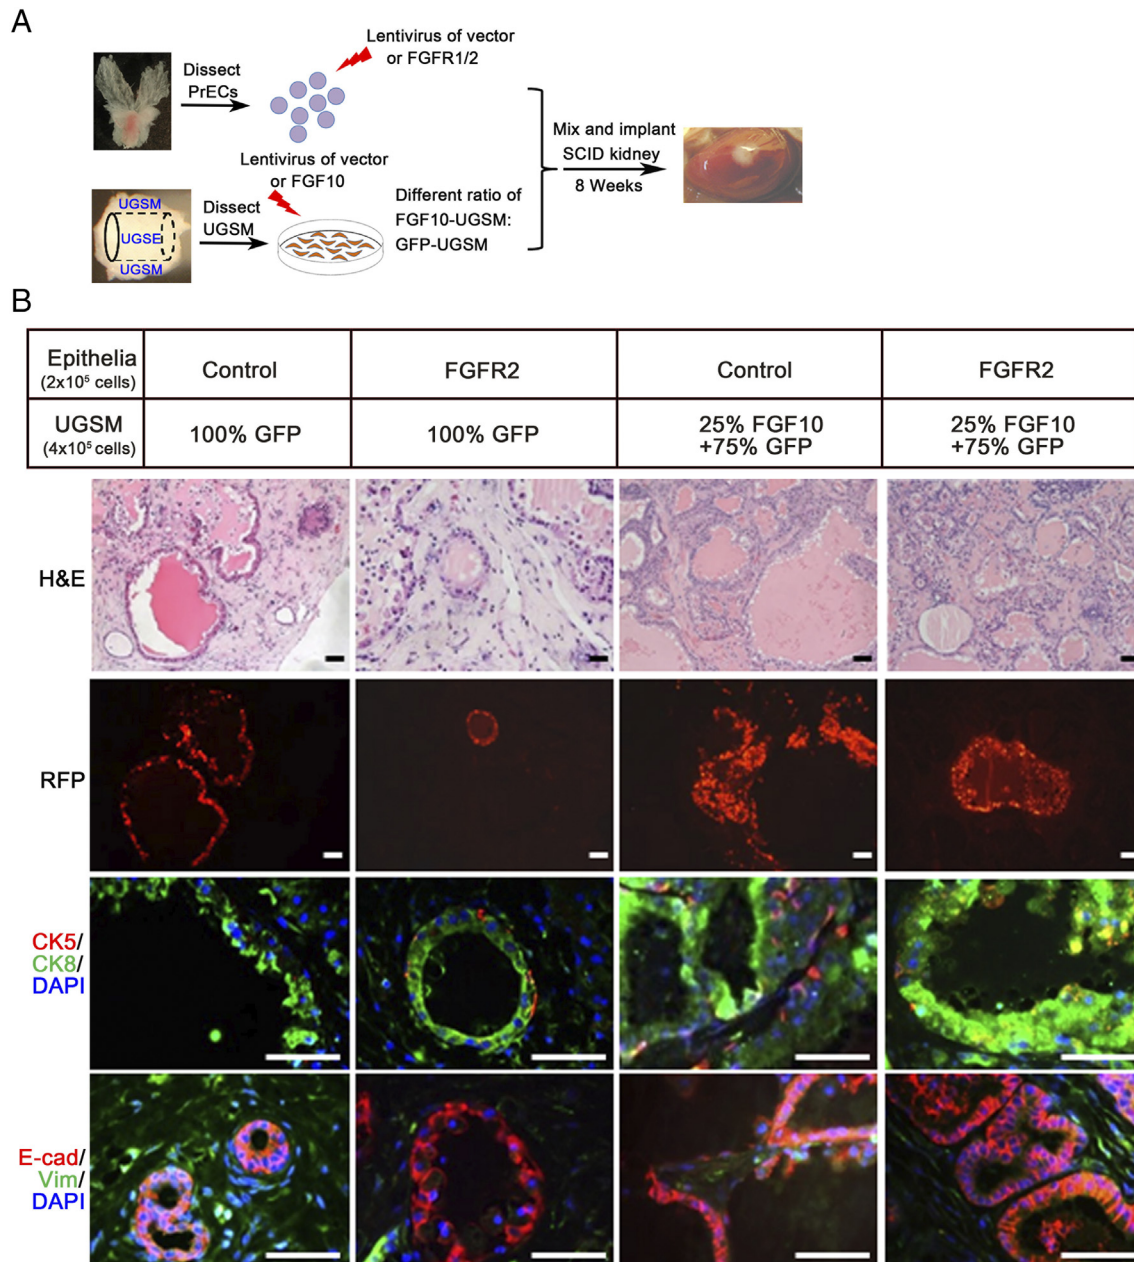 A
Lentivirus of vector
or FGFR1/2
Dissect
PrECs
Mix and implant
SCID kidney
8 Weeks
Lentivirus of vector
or FGF10
Different ratio of
FGF10-UGSM:
GFP-UGSM
UGSM
UGSE
UGSM
Dissect
UGSM
B
Epithelia
(2x10⁵ cells)
Control
FGFR2
Control
FGFR2
UGSM
(4x10⁵ cells)
100% GFP
100% GFP
25% FGF10
+75% GFP
25% FGF10
+75% GFP
H&E
RFP
CK5/
CK8/
DAPI
E-cad/
Vim/
DAPI